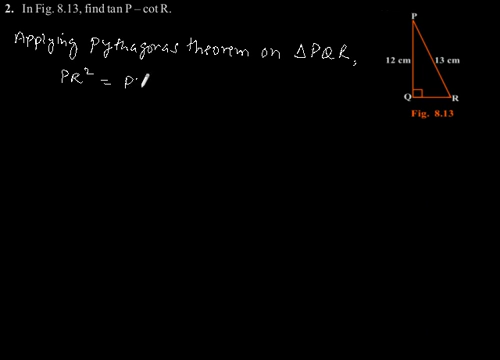 2. In Fig. 8.13, find tan P – cot R.
Applying Pythagoras theorem on ΔPQR,
PR² = P
P
12 cm
13 cm
Q
R
Fig. 8.13